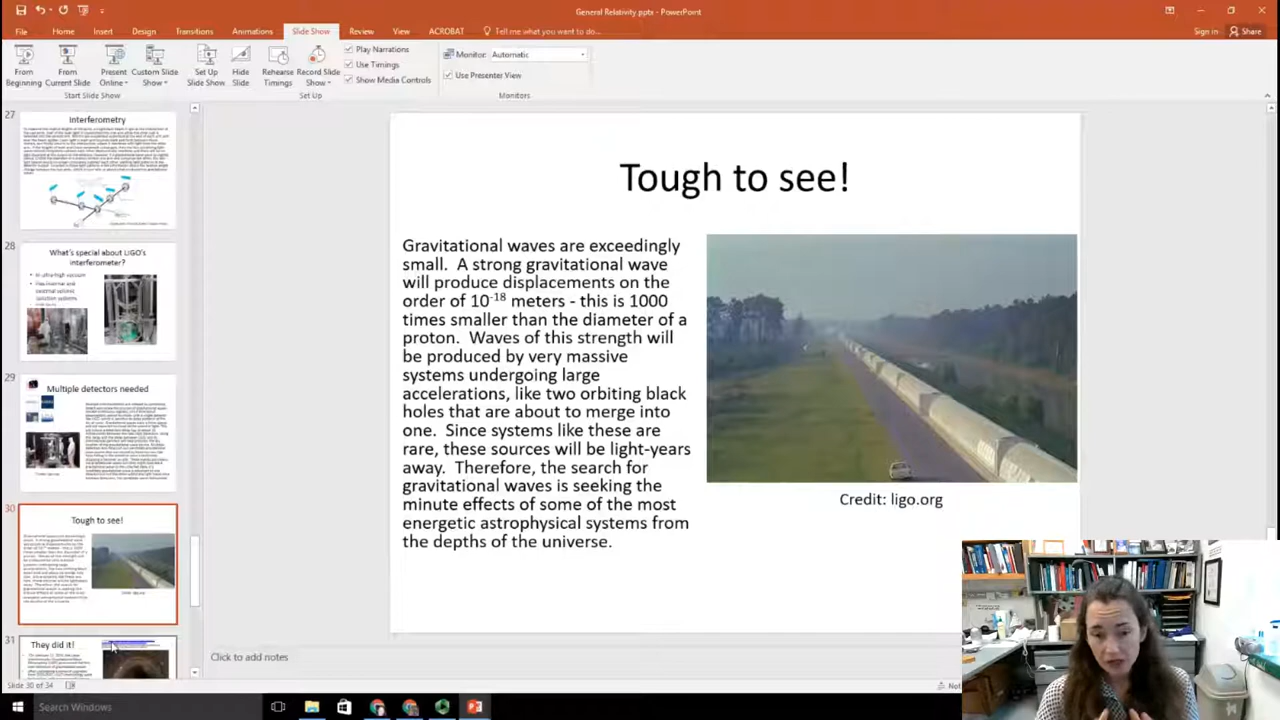 General Relativity.pptx - PowerPoint
File Home Insert Design Transitions Animations Slide Show Review View ACROBAT Tell me what you want to do... Sign in Share
From Beginning
From Current Slide
Present Online
Custom Slide Show
Set Up Slide Show
Hide Slide
Rehearse Timings
Record Slide Show
Play Narrations
Use Timings
Show Media Controls
Monitor: Automatic
Use Presenter View
Start Slide Show
Set Up
Monitors
27
Interferometry
28
What's special about LIGO's
interferometer?
29
Multiple detectors needed
30
Tough to see!
31
They did it!
Tough to see!
Gravitational waves are exceedingly
small. A strong gravitational wave
will produce displacements on the
order of 10⁻¹⁸ meters - this is 1000
times smaller than the diameter of a
proton. Waves of this strength will
be produced by very massive
systems undergoing large
accelerations, like two orbiting black
holes that are about to merge into
one. Since systems like these are
rare, these sources will be light-years
away. Therefore, the search for
gravitational waves is seeking the
minute effects of some of the most
energetic astrophysical systems from
the depths of the universe.
Credit: ligo.org
Click to add notes
Slide 30 of 34
Search Windows